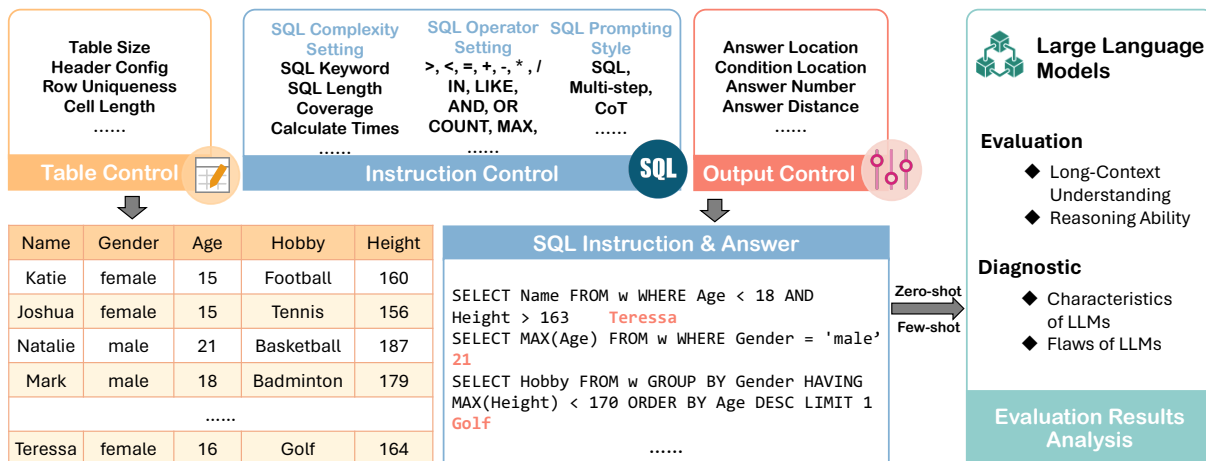 Table Size
Header Config
Row Uniqueness
Cell Length
......
Table Control
SQL Complexity
Setting
SQL Keyword
SQL Length
Coverage
Calculate Times
......
SQL Operator
Setting
>, <, =, +, -, * , /
IN, LIKE,
AND, OR
COUNT, MAX,
......
SQL Prompting
Style
SQL,
Multi-step,
CoT
......
Instruction Control
SQL
Answer Location
Condition Location
Answer Number
Answer Distance
......
Output Control
Name Gender Age Hobby Height
Katie female 15 Football 160
Joshua female 15 Tennis 156
Natalie male 21 Basketball 187
Mark male 18 Badminton 179
......
Teressa female 16 Golf 164
SQL Instruction & Answer
SELECT Name FROM w WHERE Age < 18 AND
Height > 163 Teressa
SELECT MAX(Age) FROM w WHERE Gender = 'male’
21
SELECT Hobby FROM w GROUP BY Gender HAVING
MAX(Height) < 170 ORDER BY Age DESC LIMIT 1
Golf
......
Zero-shot
Few-shot
Large Language
Models
Evaluation
◆ Long-Context
Understanding
◆ Reasoning Ability
Diagnostic
◆ Characteristics
of LLMs
◆ Flaws of LLMs
Evaluation Results
Analysis